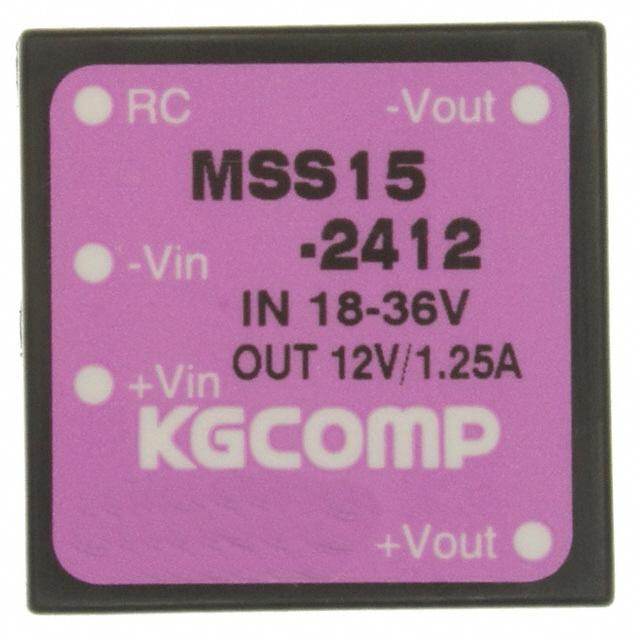 RC -Vout
MSS15
-2412
-Vin
IN 18-36V
OUT 12V/1.25A
+Vin
KGCOMP
+Vout